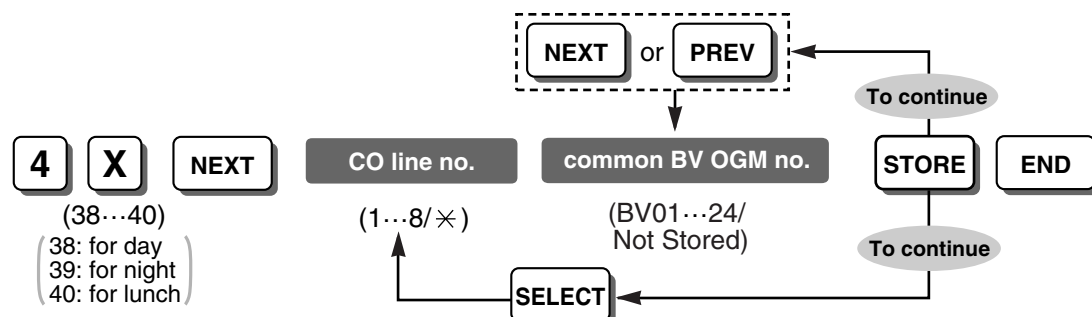 NEXT or PREV
To continue
4 X NEXT CO line no. common BV OGM no. STORE END
(38···40)
38: for day
39: for night
40: for lunch
(1···8/✳)
(BV01···24/
Not Stored)
To continue
SELECT